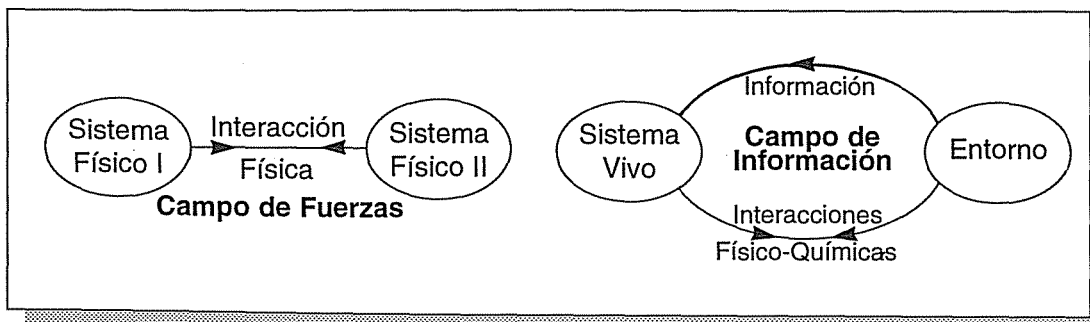 Sistema
Físico I
Interacción
Física
Sistema
Físico II
Campo de Fuerzas
Sistema
Vivo
Información
Campo de
Información
Interacciones
Físico-Químicas
Entorno